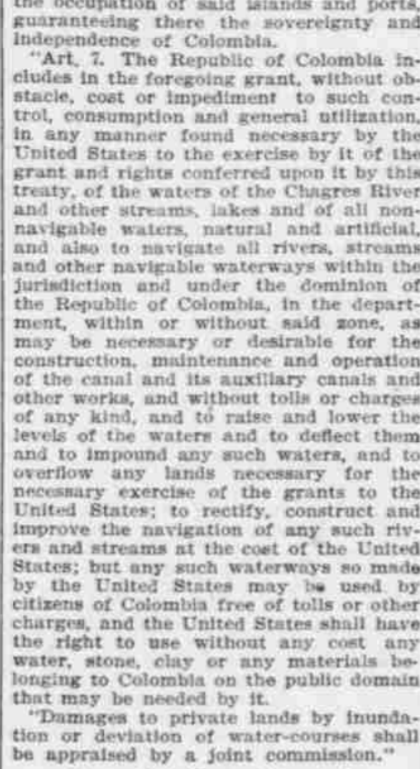 the occupation of said islands and ports,
guaranteeing there the sovereignty and
independence of Colombia.
"Art. 7. The Republic of Colombia in-
cludes in the foregoing grant, without ob-
stacle, cost or impediment to such con-
trol, consumption and general utilization,
in any manner found necessary by the
United States to the exercise by it of the
grant and rights conferred upon it by this
treaty, of the waters of the Chagres River
and other streams, lakes and of all non-
navigable waters, natural and artificial,
and also to navigate all rivers, streams
and other navigable waterways within the
jurisdiction and under the dominion of
the Republic of Colombia, in the depart-
ment, within or without said zone, as
may be necessary or desirable for the
construction, maintenance and operation
of the canal and its auxiliary canals and
other works, and without tolls or charges
of any kind, and to raise and lower the
levels of the waters and to deflect them
and to impound any such waters, and to
overflow any lands necessary for the
necessary exercise of the grants to the
United States; to rectify, construct and
improve the navigation of any such riv-
ers and streams at the cost of the United
States; but any such waterways so made
by the United States may be used by
citizens of Colombia free of tolls or other
charges, and the United States shall have
the right to use without any cost any
water, stone, clay or any materials be-
longing to Colombia on the public domain
that may be needed by it.
"Damages to private lands by inunda-
tion or deviation of water-courses shall
be appraised by a joint commission."